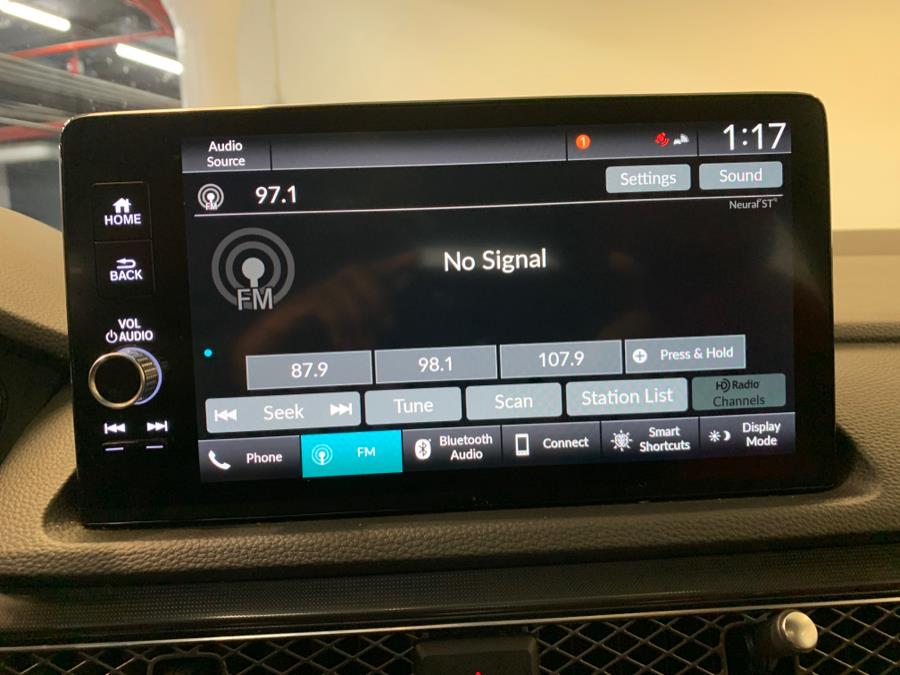 Audio
Source
1
1:17
FM
97.1
Settings
Sound
Neural ST
HOME
FM
No Signal
BACK
VOL
AUDIO
87.9
98.1
107.9
Press & Hold
Seek
Tune
Scan
Station List
HD Radio
Channels
Phone
FM
Bluetooth
Audio
Connect
Smart
Shortcuts
Display
Mode